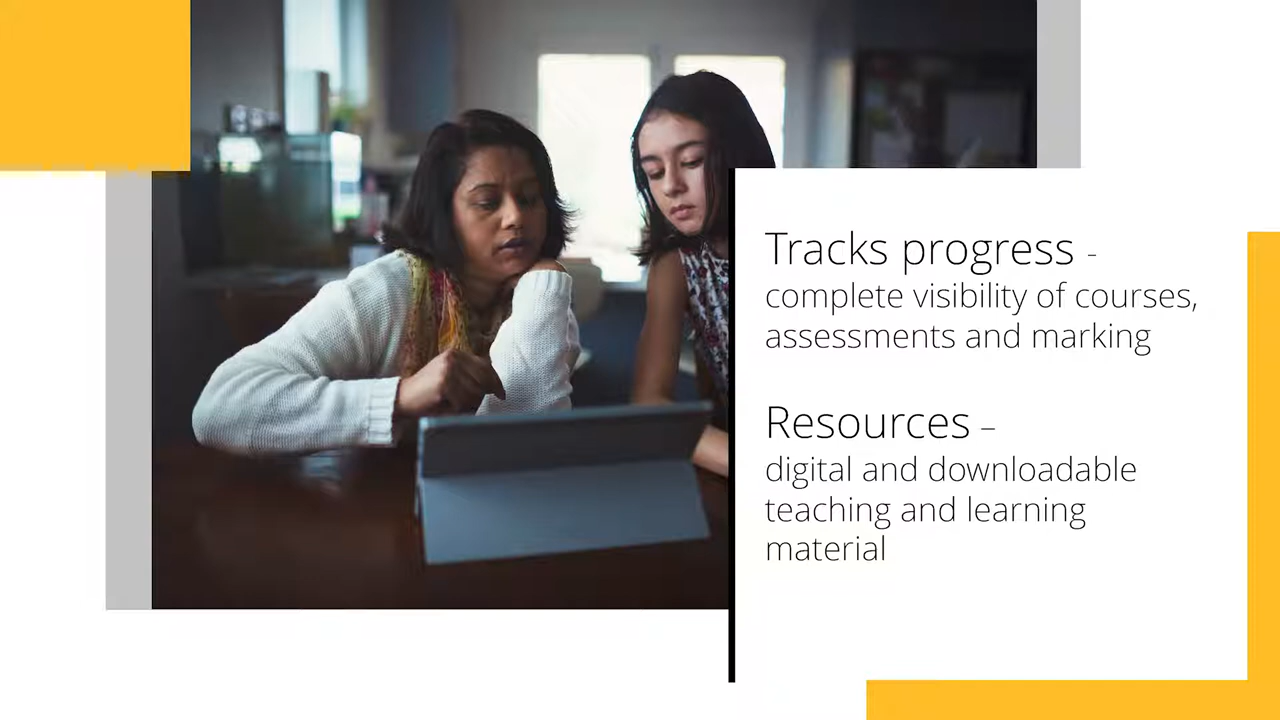 Tracks progress -
complete visibility of courses,
assessments and marking
Resources –
digital and downloadable
teaching and learning
material